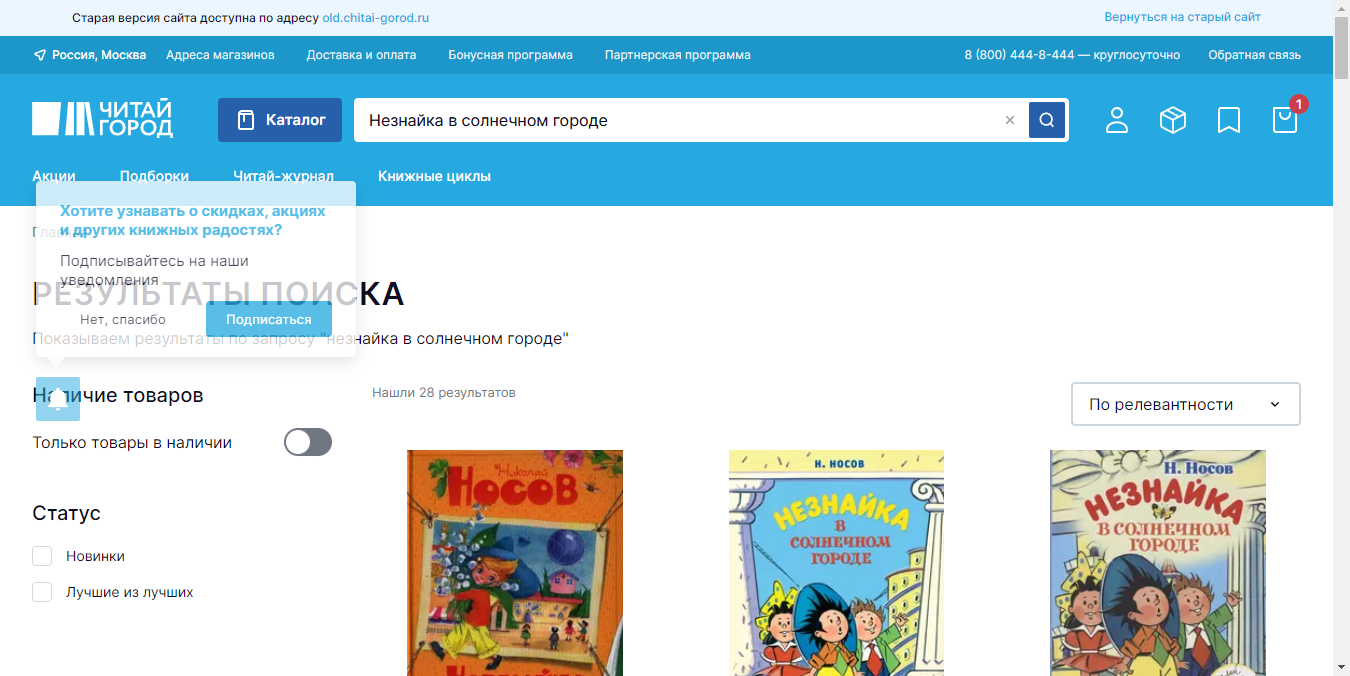 Старая версия сайта доступна по адресу old.chitai-gorod.ru
Вернуться на старый сайт
Россия, Москва
Адреса магазинов
Доставка и оплата
Бонусная программа
Партнерская программа
8 (800) 444-8-444 — круглосуточно
Обратная связь
ЧИТАЙ
ГОРОД
Каталог
Незнайка в солнечном городе
1
Акции
Подборки
Читай-журнал
Книжные циклы
Хотите узнавать о скидках, акциях
и других книжных радостях?
Подписывайтесь на наши
уведомления
Нет, спасибо
Подписаться
РЕЗУЛЬТАТЫ ПОИСКА
Показываем результаты по запросу "незнайка в солнечном городе"
Наличие товаров
Нашли 28 результатов
По релевантности
Только товары в наличии
Статус
Новинки
Лучшие из лучших
Николай
Носов
Н. НОСОВ
НЕЗНАЙКА
В
СОЛНЕЧНОМ
ГОРОДЕ
Н. Носов
НЕЗНАЙКА
В СОЛНЕЧНОМ
ГОРОДЕ